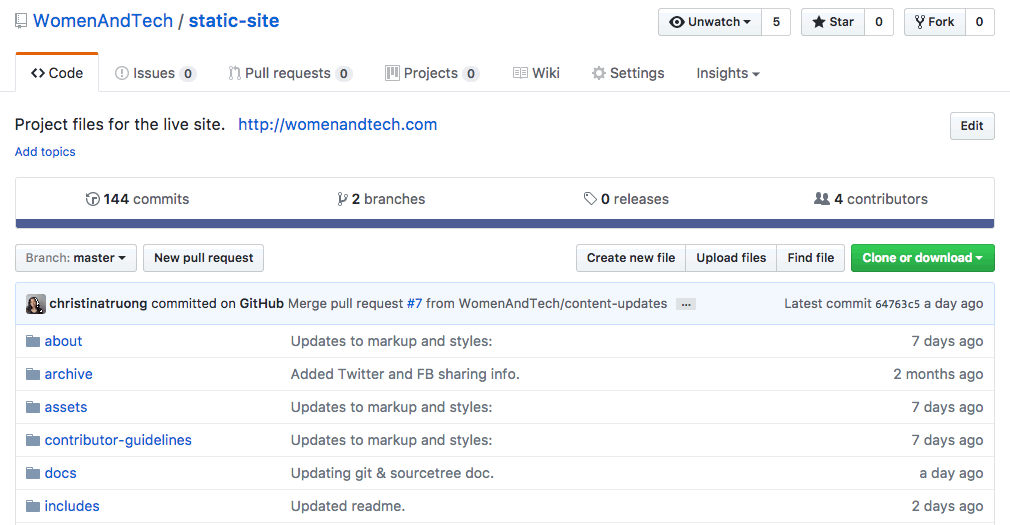 WomenAndTech / static-site Unwatch 5 Star 0 Fork 0
Code Issues 0 Pull requests 0 Projects 0 Wiki Settings Insights
Project files for the live site. http://womenandtech.com Edit
Add topics
144 commits 2 branches 0 releases 4 contributors
Branch: master New pull request Create new file Upload files Find file Clone or download
christinatruong committed on GitHub Merge pull request #7 from WomenAndTech/content-updates ... Latest commit 64763c5 a day ago
about Updates to markup and styles: 7 days ago
archive Added Twitter and FB sharing info. 2 months ago
assets Updates to markup and styles: 7 days ago
contributor-guidelines Updates to markup and styles: 7 days ago
docs Updating git & sourcetree doc. a day ago
includes Updated readme. 2 days ago